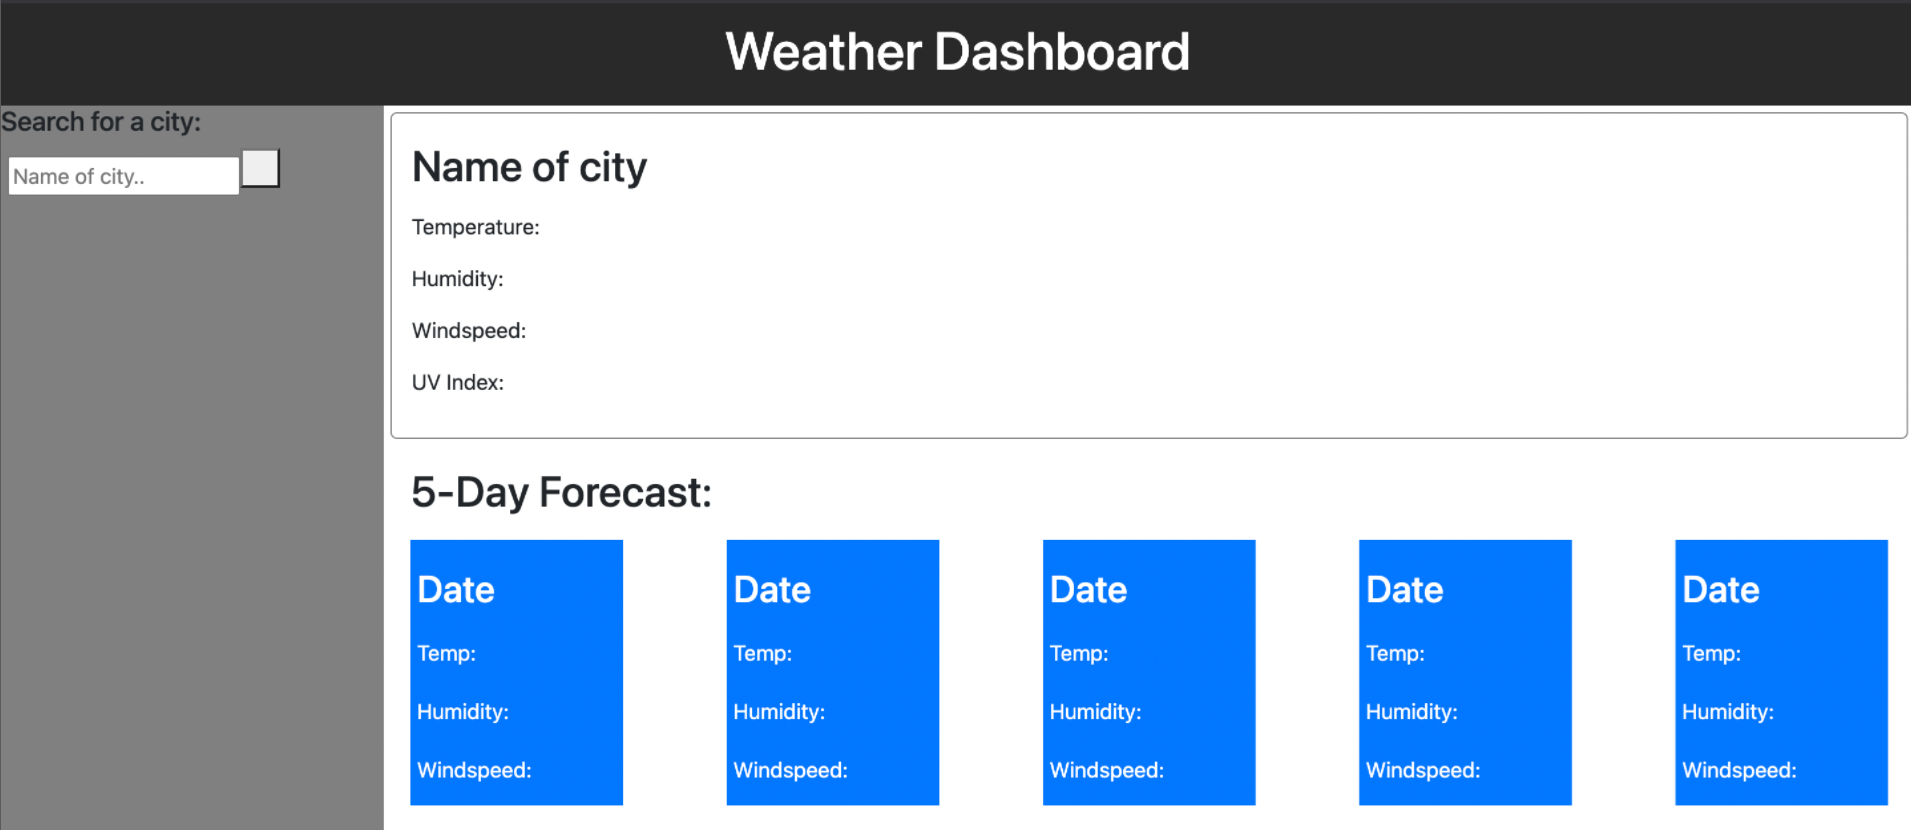 Weather Dashboard
Search for a city:
Name of city..
Name of city
Temperature:
Humidity:
Windspeed:
UV Index:
5-Day Forecast:
Date
Temp:
Humidity:
Windspeed:
Date
Temp:
Humidity:
Windspeed:
Date
Temp:
Humidity:
Windspeed:
Date
Temp:
Humidity:
Windspeed:
Date
Temp:
Humidity:
Windspeed: